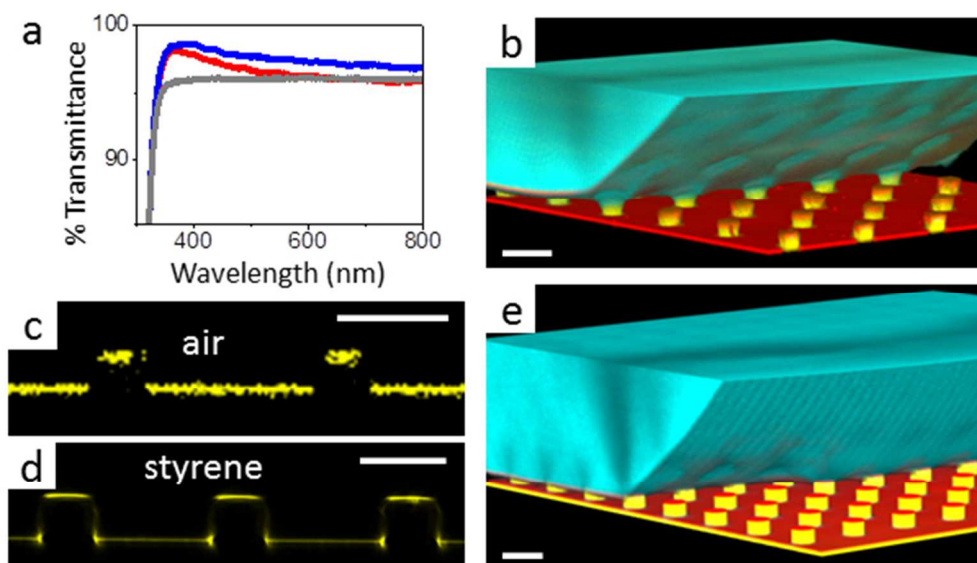 a
100
90
% Transmittance
400
600
800
Wavelength (nm)
b
c
air
d
styrene
e